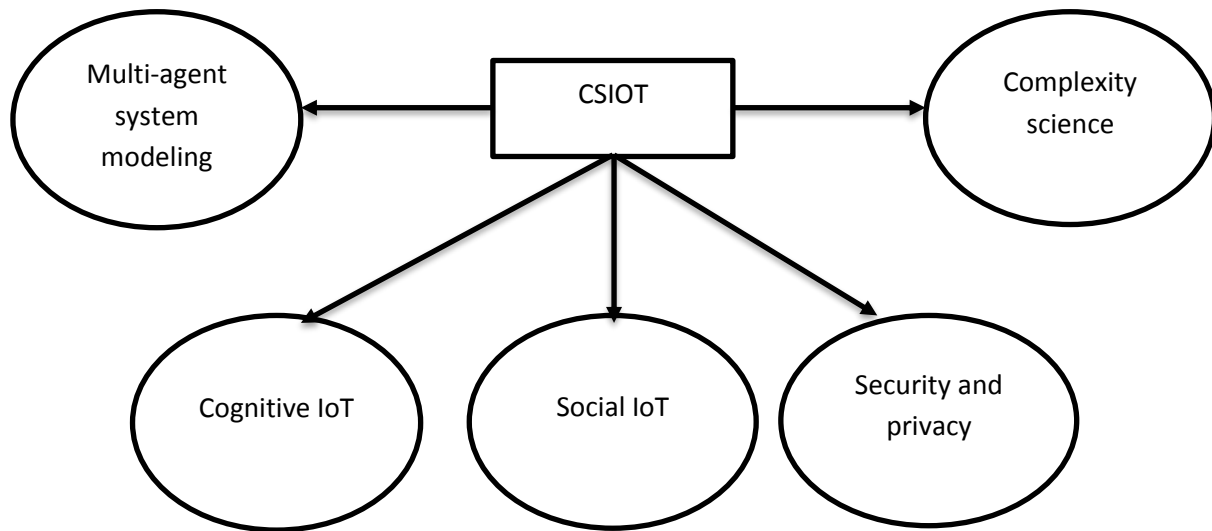 Multi-agent
system
modeling
CSIOT
Complexity
science
Cognitive IoT
Social IoT
Security and
privacy